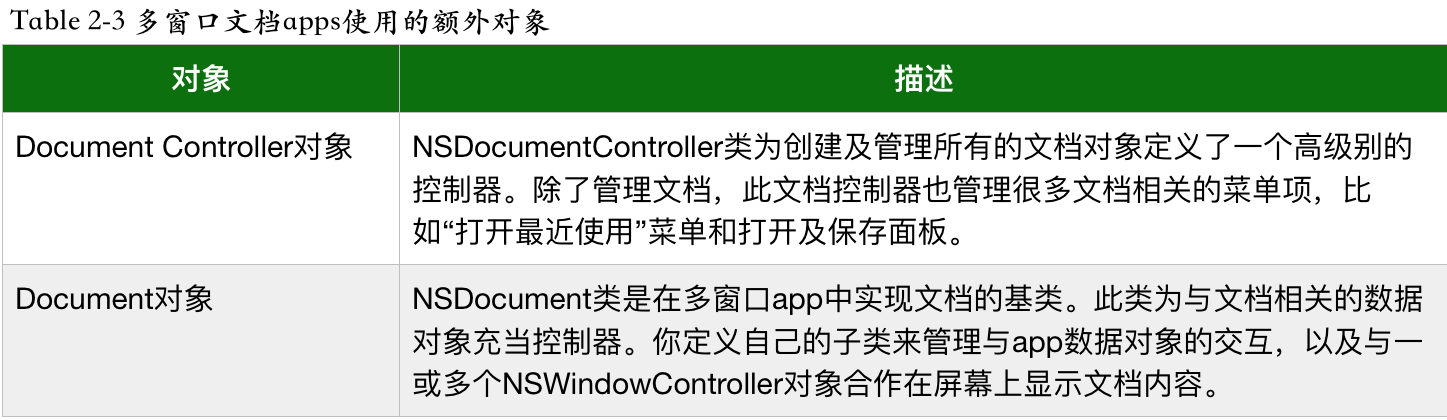 Table 2-3 多窗口文档apps使用的额外对象
对象
描述
Document Controller对象
NSDocumentController类为创建及管理所有的文档对象定义了一个高级别的
控制器。除了管理文档，此文档控制器也管理很多文档相关的菜单项，比
如“打开最近使用”菜单和打开及保存面板。
Document对象
NSDocument类是在多窗口app中实现文档的基类。此类为与文档相关的数据
对象充当控制器。你定义自己的子类来管理与app数据对象的交互，以及与一
或多个NSWindowController对象合作在屏幕上显示文档内容。